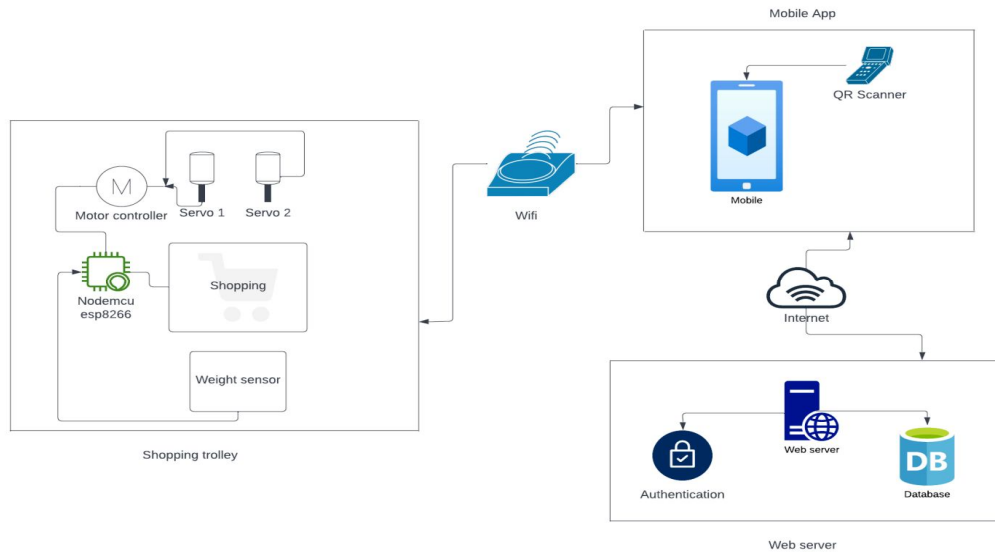 Mobile App
QR Scanner
Mobile
M
Motor controller
Servo 1
Servo 2
Wifi
Nodemcu
esp8266
Shopping
Internet
Weight sensor
Shopping trolley
Web server
Authentication
DB
Database
Web server